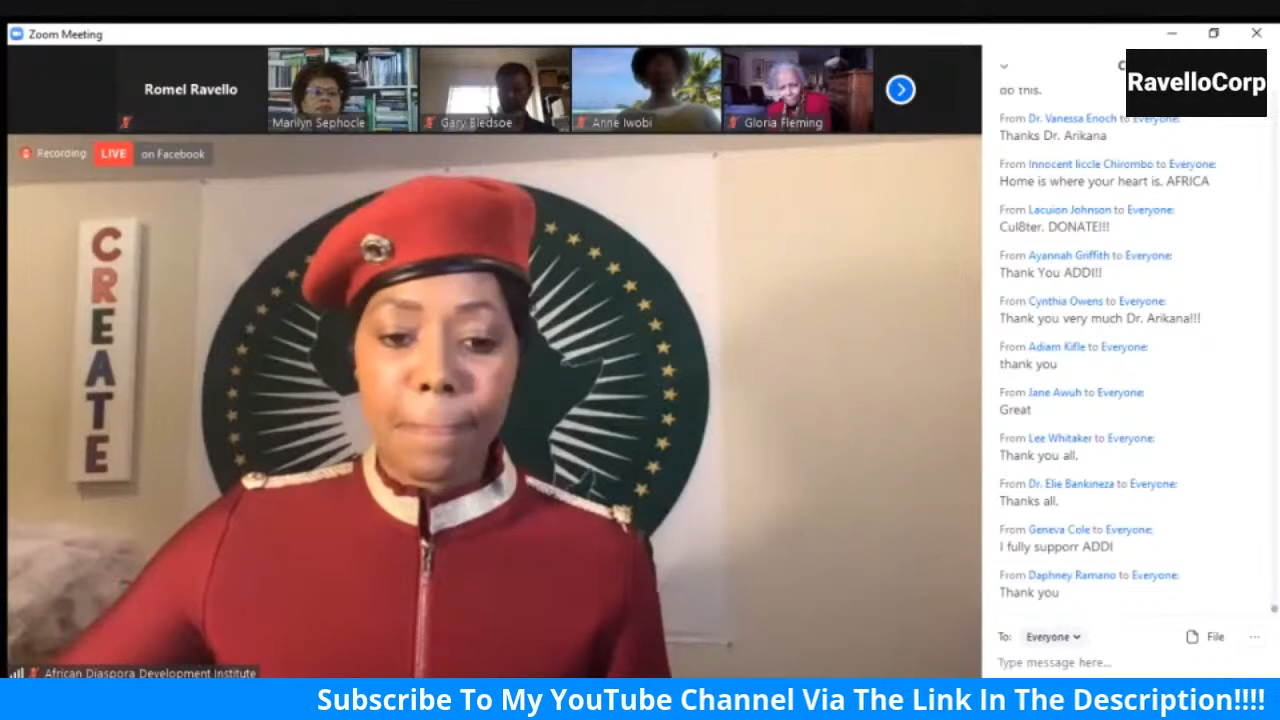 Zoom Meeting
Romel Ravello
Marilyn Sephocle
Gary Bledsoe
Anne Iwobi
Gloria Fleming
RavelloCorp
Recording
LIVE
on Facebook
CREATE
do this.
From Dr. Vanessa Enoch to Everyone:
Thanks Dr. Arikana
From Innocent Iiccle Chirombo to Everyone:
Home is where your heart is. AFRICA
From Lacuion Johnson to Everyone:
Cul8ter. DONATE!!!
From Ayannah Griffith to Everyone:
Thank You ADDI!!
From Cynthia Owens to Everyone:
Thank you very much Dr. Arikana!!!
From Adiam Kifle to Everyone:
thank you
From Jane Awuh to Everyone:
Great
From Lee Whitaker to Everyone:
Thank you all.
From Dr. Elie Bankineza to Everyone:
Thanks all.
From Geneva Cole to Everyone:
I fully supporr ADDI
From Daphney Ramano to Everyone:
Thank you
To: Everyone File ...
Type message here...
African Diaspora Development Institute
Subscribe To My YouTube Channel Via The Link In The Description!!!!